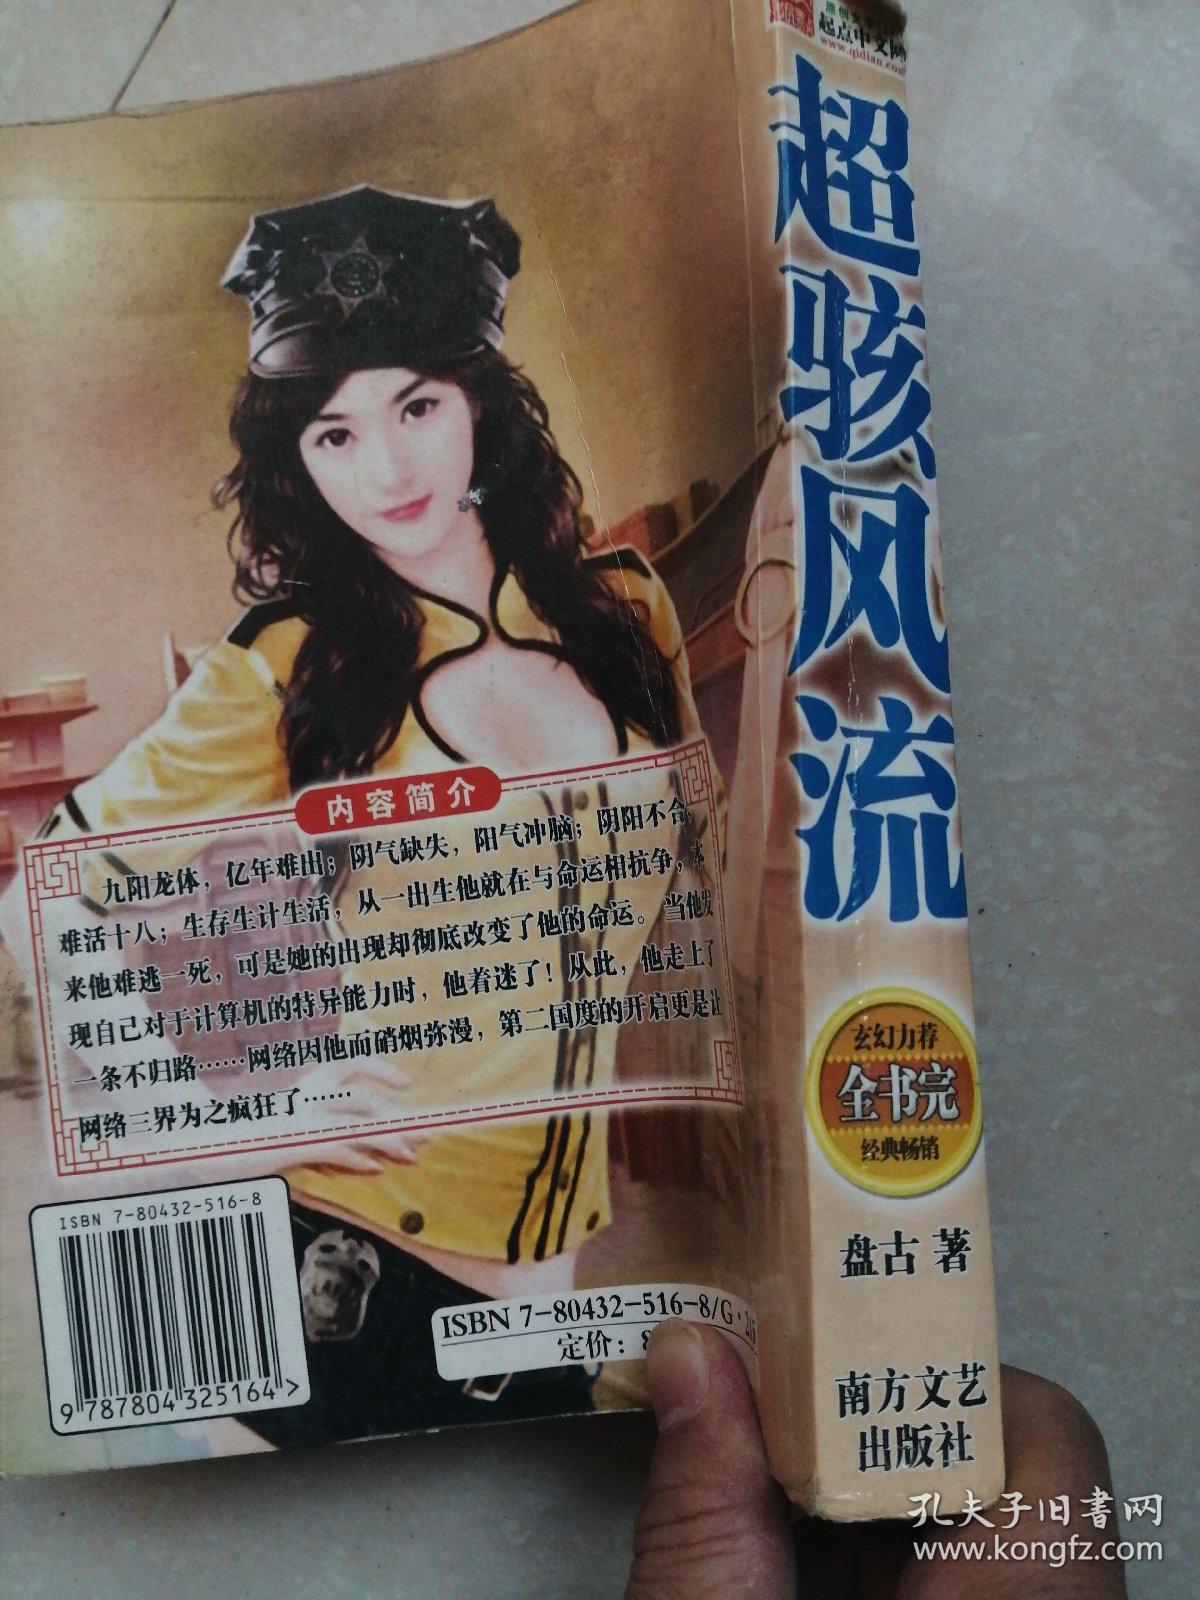 起点中文网
www.qidian.com
超骇风流
玄幻力荐
全书完
经典畅销
盘古 著
南方文艺
出版社
内容简介
九阳龙体，亿年难出；阴气缺失，阳气冲脑；阴阳不合，
难活十八；生存生计生活，从一出生他就在与命运相抗争，本
来他难逃一死，可是她的出现却彻底改变了他的命运。当他发
现自己对于计算机的特异能力时，他着迷了！从此，他走上了
一条不归路……网络因他而硝烟弥漫，第二国度的开启更是让
网络三界为之疯狂了……
ISBN 7-80432-516-8
9 787804 325164 >
ISBN 7-80432-516-8/G·
定价：
孔夫子旧書网
www.kongfz.com